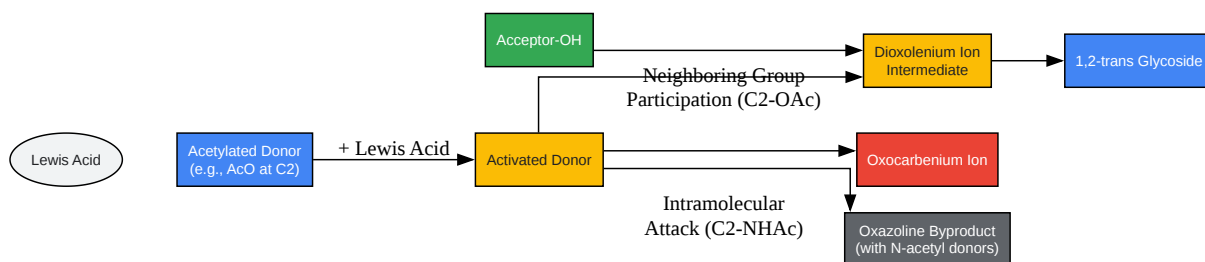 Acceptor-OH
Dioxolenium Ion
Intermediate
1,2-trans Glycoside
Neighboring Group
Participation (C2-OAc)
Lewis Acid
Acetylated Donor
(e.g., AcO at C2)
+ Lewis Acid
Activated Donor
Oxocarbenium Ion
Intramolecular
Attack (C2-NHAc)
Oxazoline Byproduct
(with N-acetyl donors)